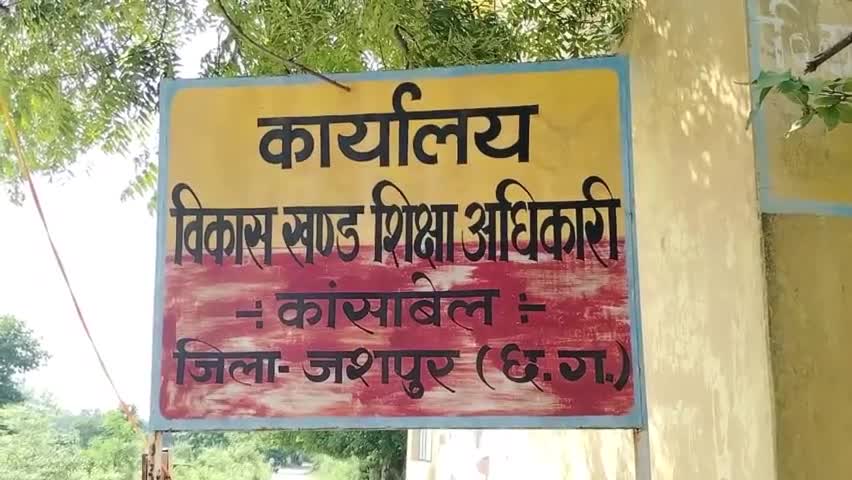 कार्यालय
विकास खण्ड शिक्षा अधिकारी
-: कांसाबेल :-
जिला- जशपुर (छ.ग.)